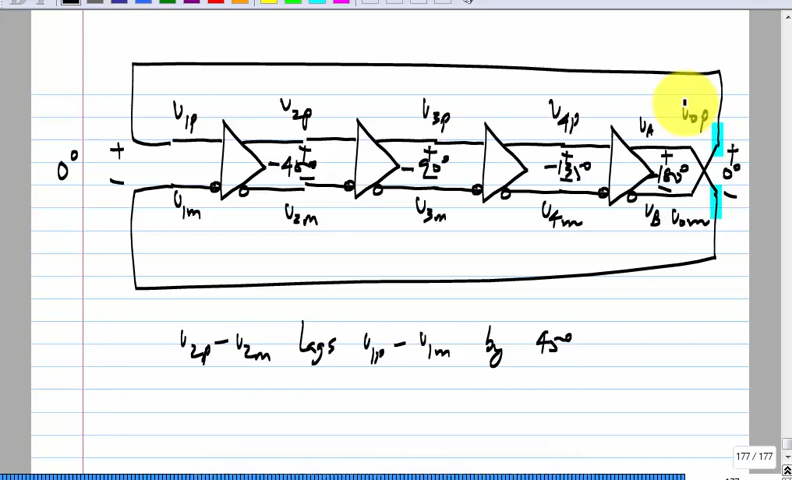 V1p V2p V3p V4p VA Vop
0° + -45° + -90° + -135° + -180° + 0°
V1m V2m V3m V4m VB Vom
V2p - V2m lags V1p - V1m by 45°
177 / 177